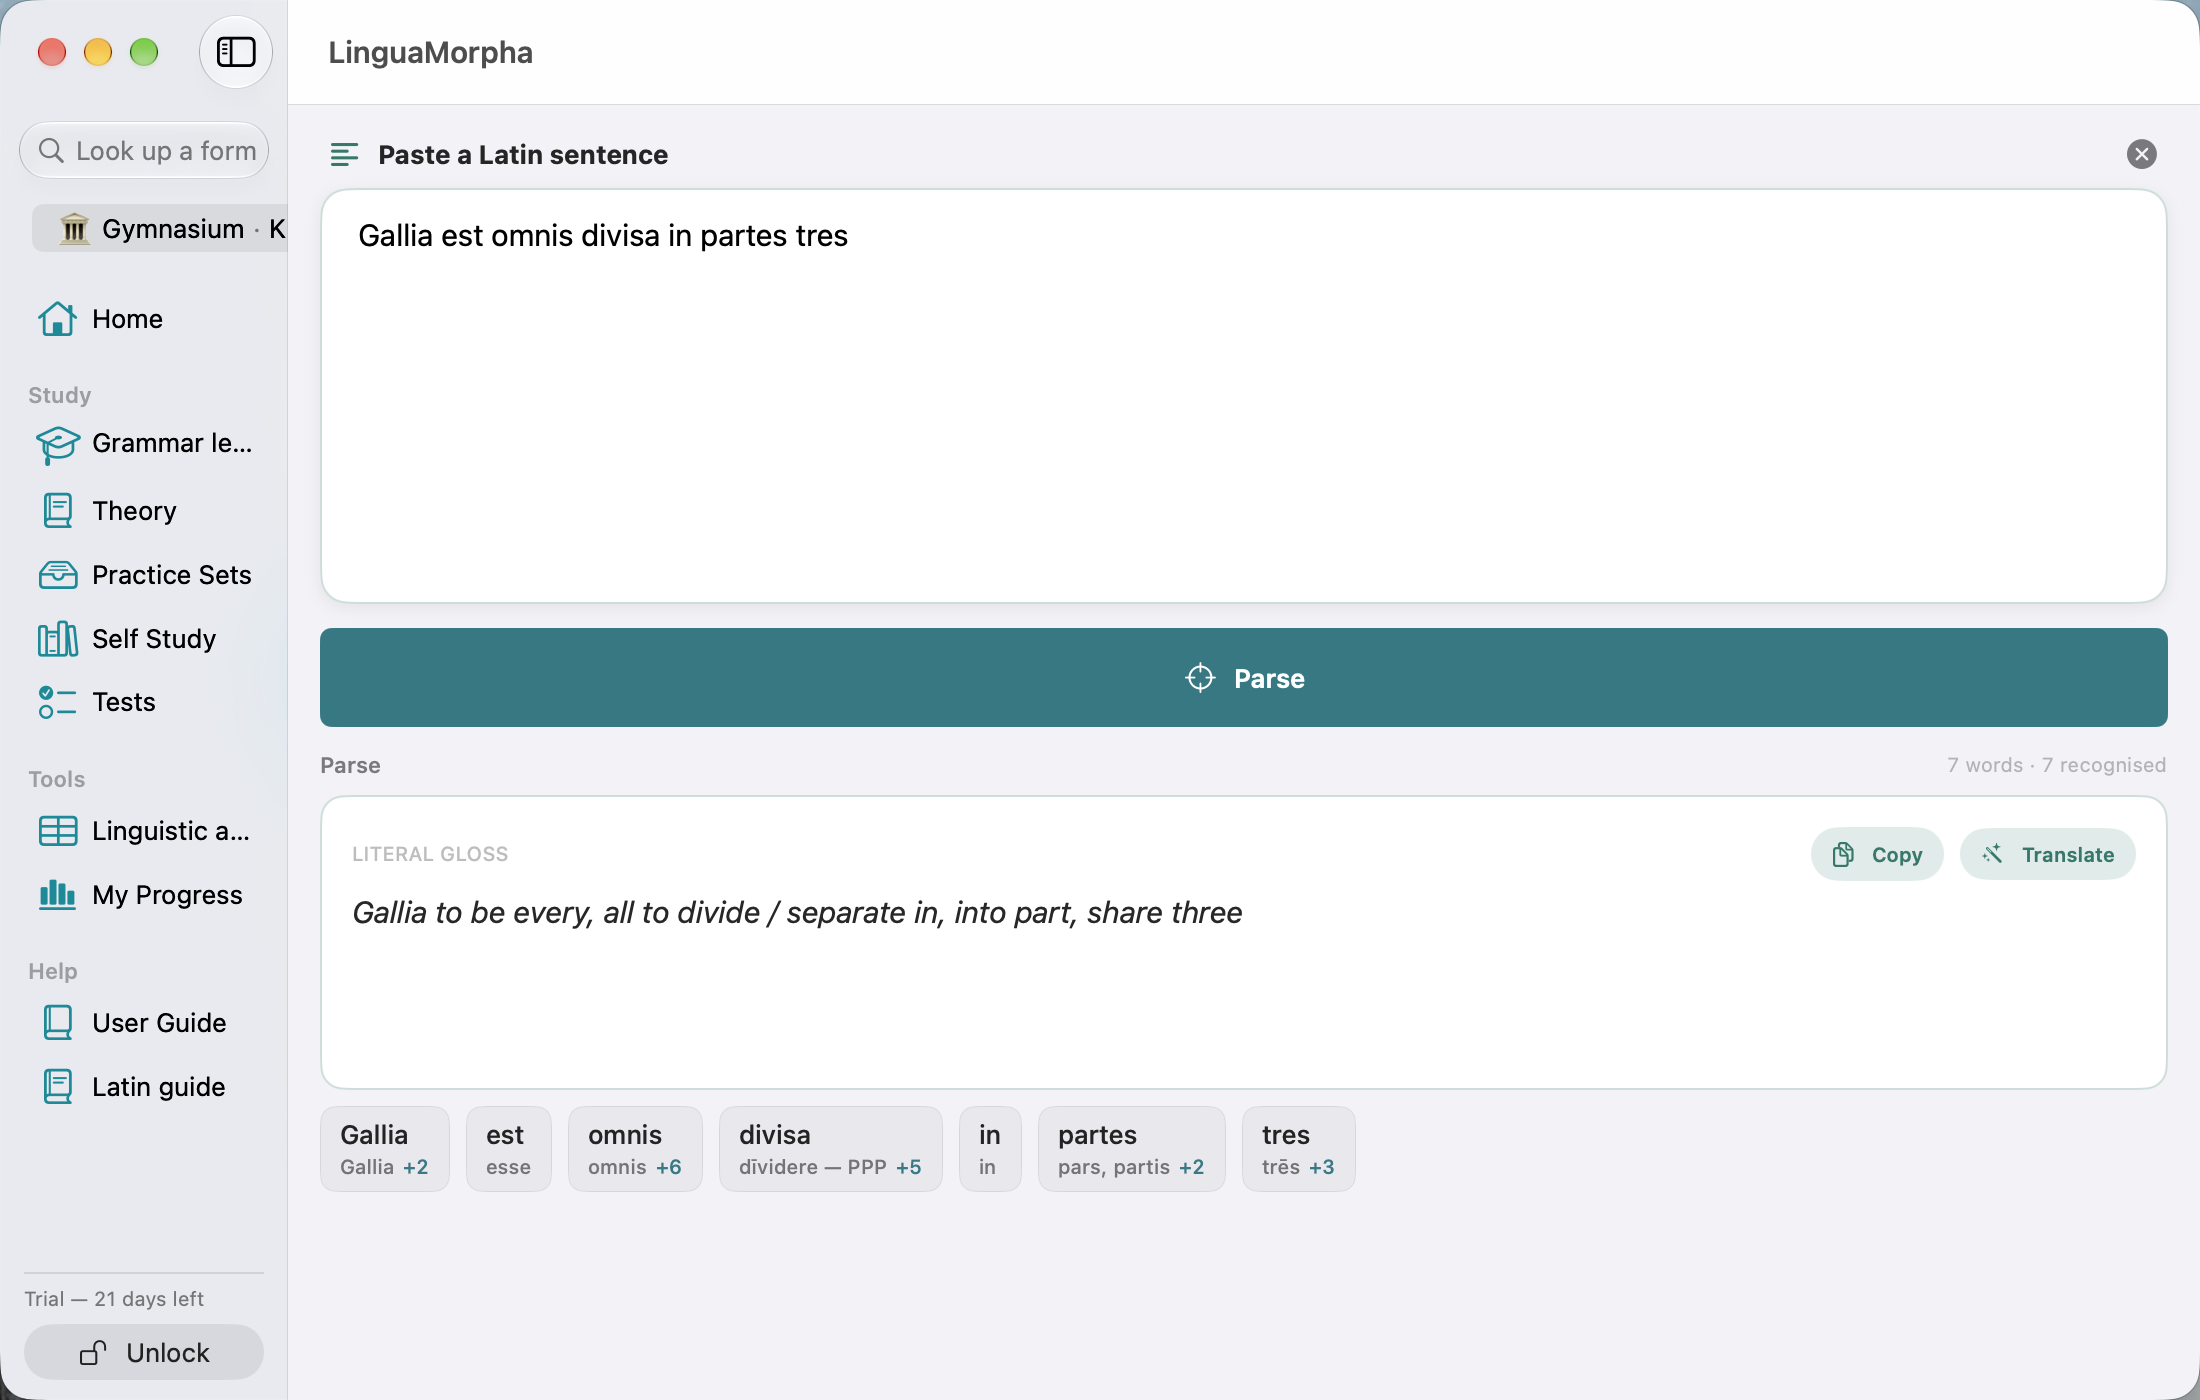 LinguaMorpha
Look up a form
Gymnasium · K
Home
Study
Grammar le...
Theory
Practice Sets
Self Study
Tests
Tools
Linguistic a...
My Progress
Help
User Guide
Latin guide
Trial — 21 days left
Unlock
Paste a Latin sentence
Gallia est omnis divisa in partes tres
Parse
Parse
7 words · 7 recognised
LITERAL GLOSS
Copy
Translate
Gallia to be every, all to divide / separate in, into part, share three
Gallia
Gallia +2
est
esse
omnis
omnis +6
divisa
dīvidere — PPP +5
in
in
partes
pars, partis +2
tres
trēs +3